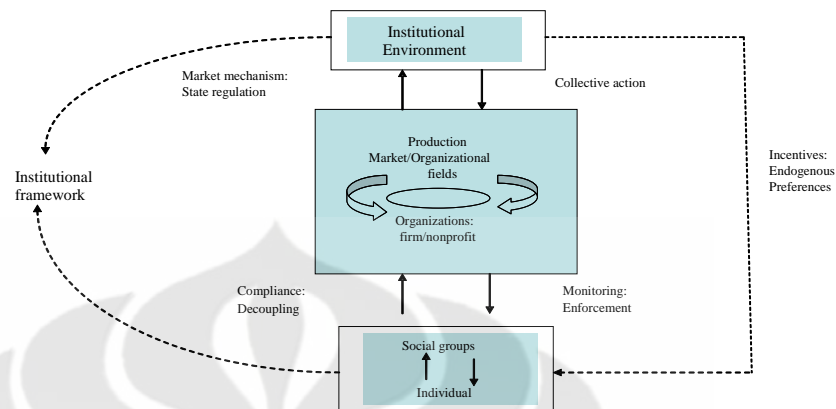 Institutional
Environment
Market mechanism:
State regulation
Collective action
Production
Market/Organizational
fields
Organizations:
firm/nonprofit
Institutional
framework
Incentives:
Endogenous
Preferences
Compliance:
Decoupling
Monitoring:
Enforcement
Social groups
Individual